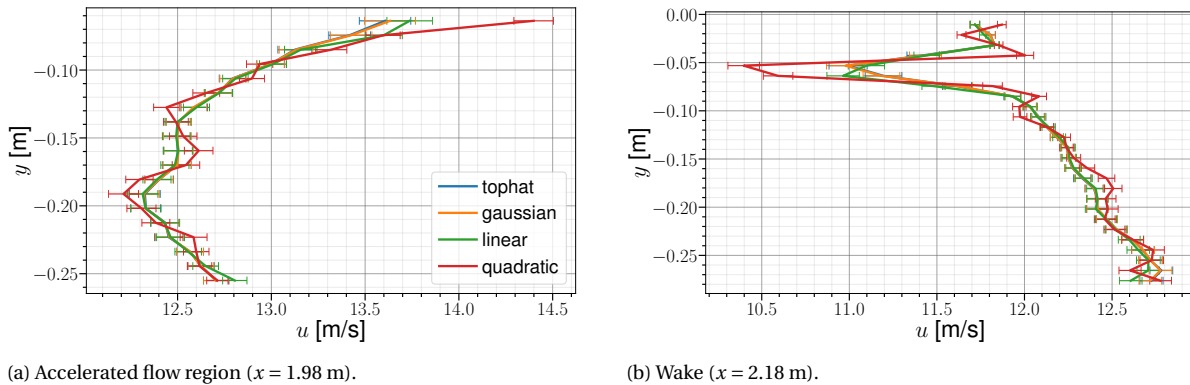 −0.10
−0.15
−0.20
−0.25
y [m]
12.5 13.0 13.5 14.0 14.5
u [m/s]
tophat
gaussian
linear
quadratic
(a) Accelerated flow region (x = 1.98 m).
0.00
−0.05
−0.10
−0.15
−0.20
−0.25
y [m]
10.5 11.0 11.5 12.0 12.5
u [m/s]
(b) Wake (x = 2.18 m).